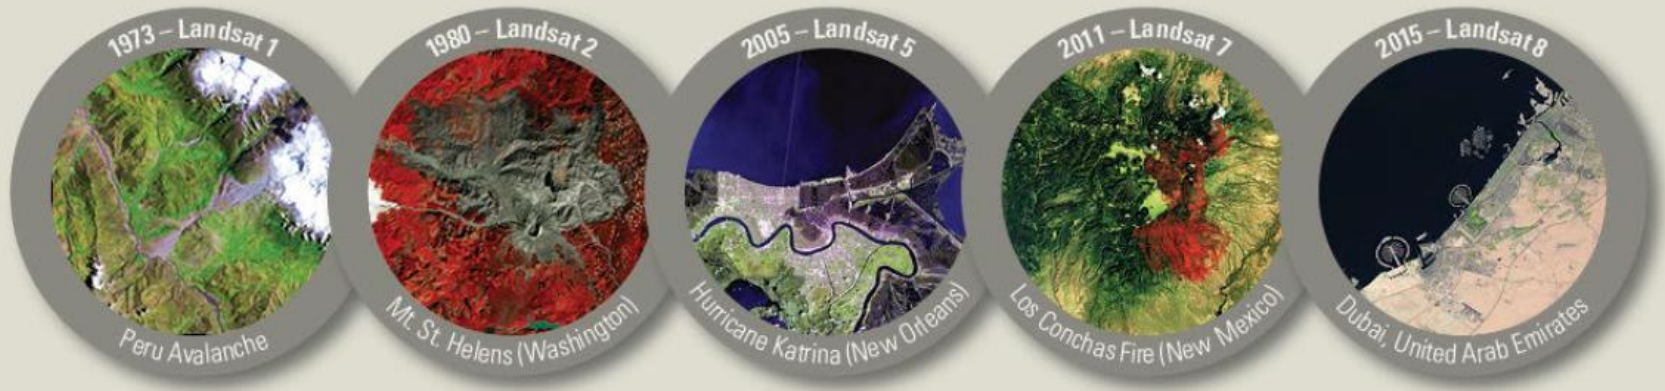 1973 – Landsat 1
Peru Avalanche
1980 – Landsat 2
Mt. St. Helens (Washington)
2005 – Landsat 5
Hurricane Katrina (New Orleans)
2011 – Landsat 7
Los Conchas Fire (New Mexico)
2015 – Landsat 8
Dubai, United Arab Emirates